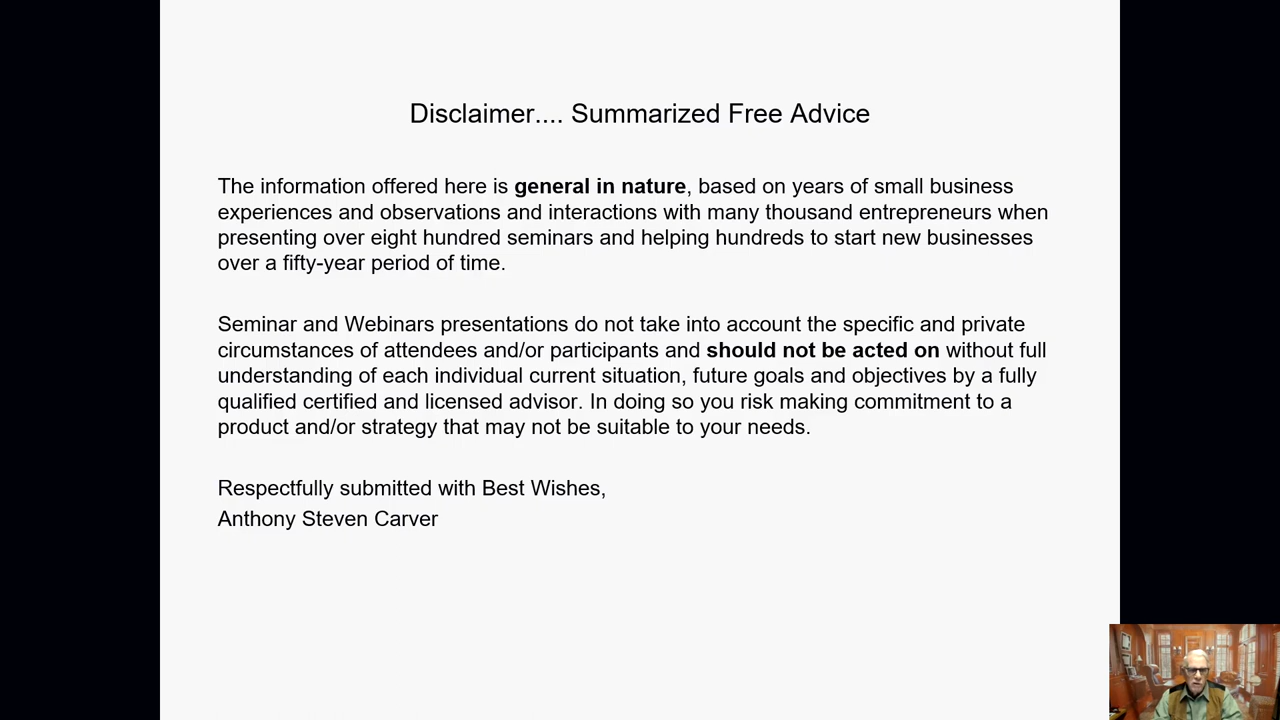 Disclaimer.... Summarized Free Advice
The information offered here is general in nature, based on years of small business
experiences and observations and interactions with many thousand entrepreneurs when
presenting over eight hundred seminars and helping hundreds to start new businesses
over a fifty-year period of time.
Seminar and Webinars presentations do not take into account the specific and private
circumstances of attendees and/or participants and should not be acted on without full
understanding of each individual current situation, future goals and objectives by a fully
qualified certified and licensed advisor. In doing so you risk making commitment to a
product and/or strategy that may not be suitable to your needs.
Respectfully submitted with Best Wishes,
Anthony Steven Carver